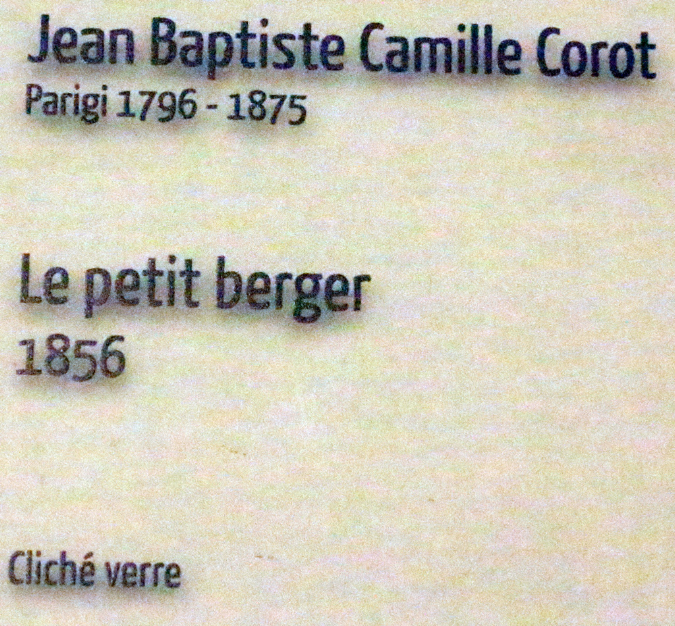 Jean Baptiste Camille Corot
Parigi 1796 - 1875
Le petit berger
1856
Cliché verre